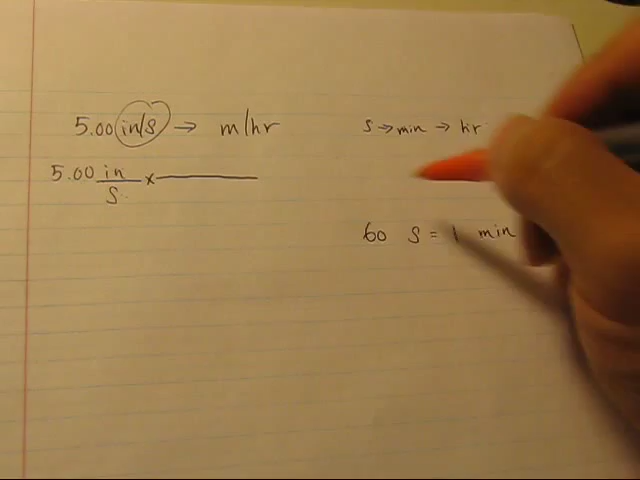 5.00 in/s → m/hr
s → min → hr
5.00 in/s ×
60 s = 1 min